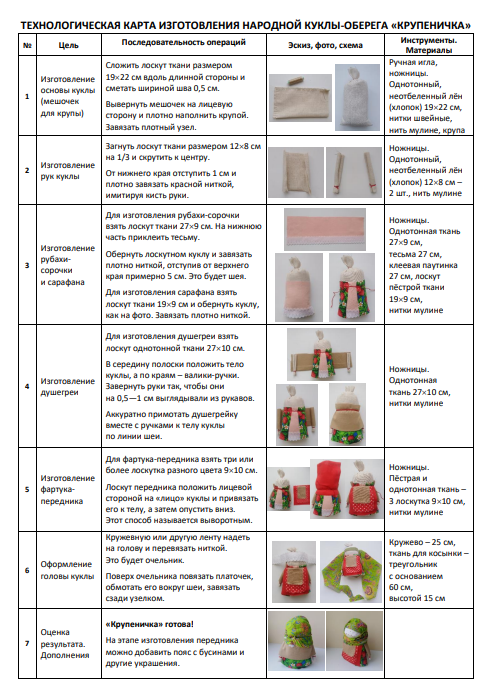 ТЕХНОЛОГИЧЕСКАЯ КАРТА ИЗГОТОВЛЕНИЯ НАРОДНОЙ КУКЛЫ-ОБЕРЕГА «КРУПЕНИЧКА»
№
Цель
Последовательность операций
Эскиз, фото, схема
Инструменты.
Материалы
1
Изготовление
основы куклы
(мешочек
для крупы)
Сложить лоскут ткани размером
19×22 см вдоль длинной стороны и
сметать шириной шва 0,5 см.
Вывернуть мешочек на лицевую
сторону и плотно наполнить крупой.
Завязать плотный узел.
Ручная игла,
ножницы.
Однотонный,
неотбеленный лён
(хлопок) 19×22 см,
нитки швейные,
нить мулине, крупа
2
Изготовление
рук куклы
Загнуть лоскут ткани размером 12×8 см
на 1/3 и скрутить к центру.
От нижнего края отступить 1 см и
плотно завязать красной ниткой,
имитируя кисть руки.
Ножницы.
Однотонный,
неотбеленный лён
(хлопок) 12×8 см –
2 шт., нить мулине
3
Изготовление
рубахи-
сорочки
и сарафана
Для изготовления рубахи-сорочки
взять лоскут ткани 27×9 см. На нижнюю
часть приклеить тесьму.
Обернуть лоскутном куклу и завязать
плотно ниткой, отступив от верхнего
края примерно 5 см. Это будет шея.
Для изготовления сарафана взять
лоскут ткани 19×9 см и обернуть куклу,
как на фото. Завязать плотно ниткой.
Ножницы.
Однотонная ткань
27×9 см,
тесьма 27 см,
клеевая паутинка
27 см, лоскут
пёстрой ткани
19×9 см,
нитки мулине
4
Изготовление
душегреи
Для изготовления душегреи взять
лоскут однотонной ткани 27×10 см.
В середину полоски положить тело
куклы, а по краям – валики-ручки.
Завернуть руки так, чтобы они
на 0,5—1 см выглядывали из рукавов.
Аккуратно примотать душегрейку
вместе с ручками к телу куклы
по линии шеи.
Ножницы.
Однотонная
ткань 27×10 см,
нитки мулине
5
Изготовление
фартука-
передника
Для фартука-передника взять три или
более лоскутка разного цвета 9×10 см.
Лоскут передника положить лицевой
стороной на «лицо» куклы и привязать
его к телу, а затем опустить вниз.
Этот способ называется выворотным.
Ножницы.
Пёстрая и
однотонная ткань –
3 лоскутка 9×10 см,
нитки мулине
6
Оформление
головы куклы
Кружевную или другую ленту надеть
на голову и перевязать ниткой.
Это будет очельник.
Поверх очельника повязать платочек,
обмотать его вокруг шеи, завязать
сзади узелком.
Кружево – 25 см,
ткань для косынки –
треугольник
с основанием
60 см,
высотой 15 см
7
Оценка
результата.
Дополнения
«Крупеничка» готова!
На этапе изготовления передника
можно добавить пояс с бусинами и
другие украшения.